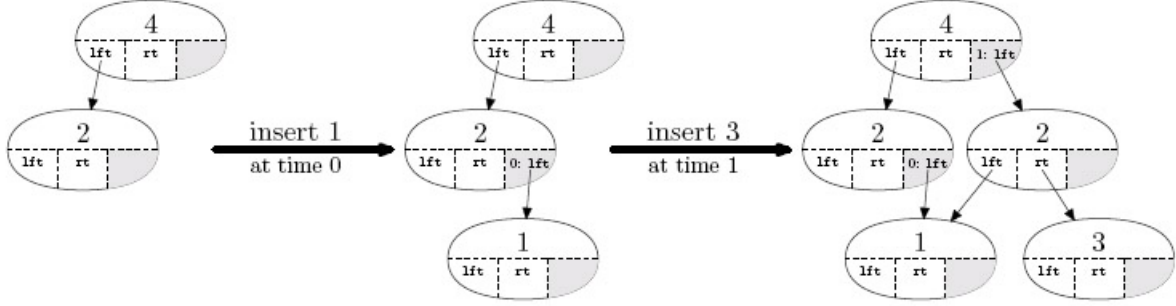 4
lft rt
2
lft rt
insert 1
at time 0
4
lft rt
2
lft rt 0: lft
1
lft rt
insert 3
at time 1
4
lft rt 1: lft
2
lft rt 0: lft
2
lft rt
1
lft rt
3
lft rt